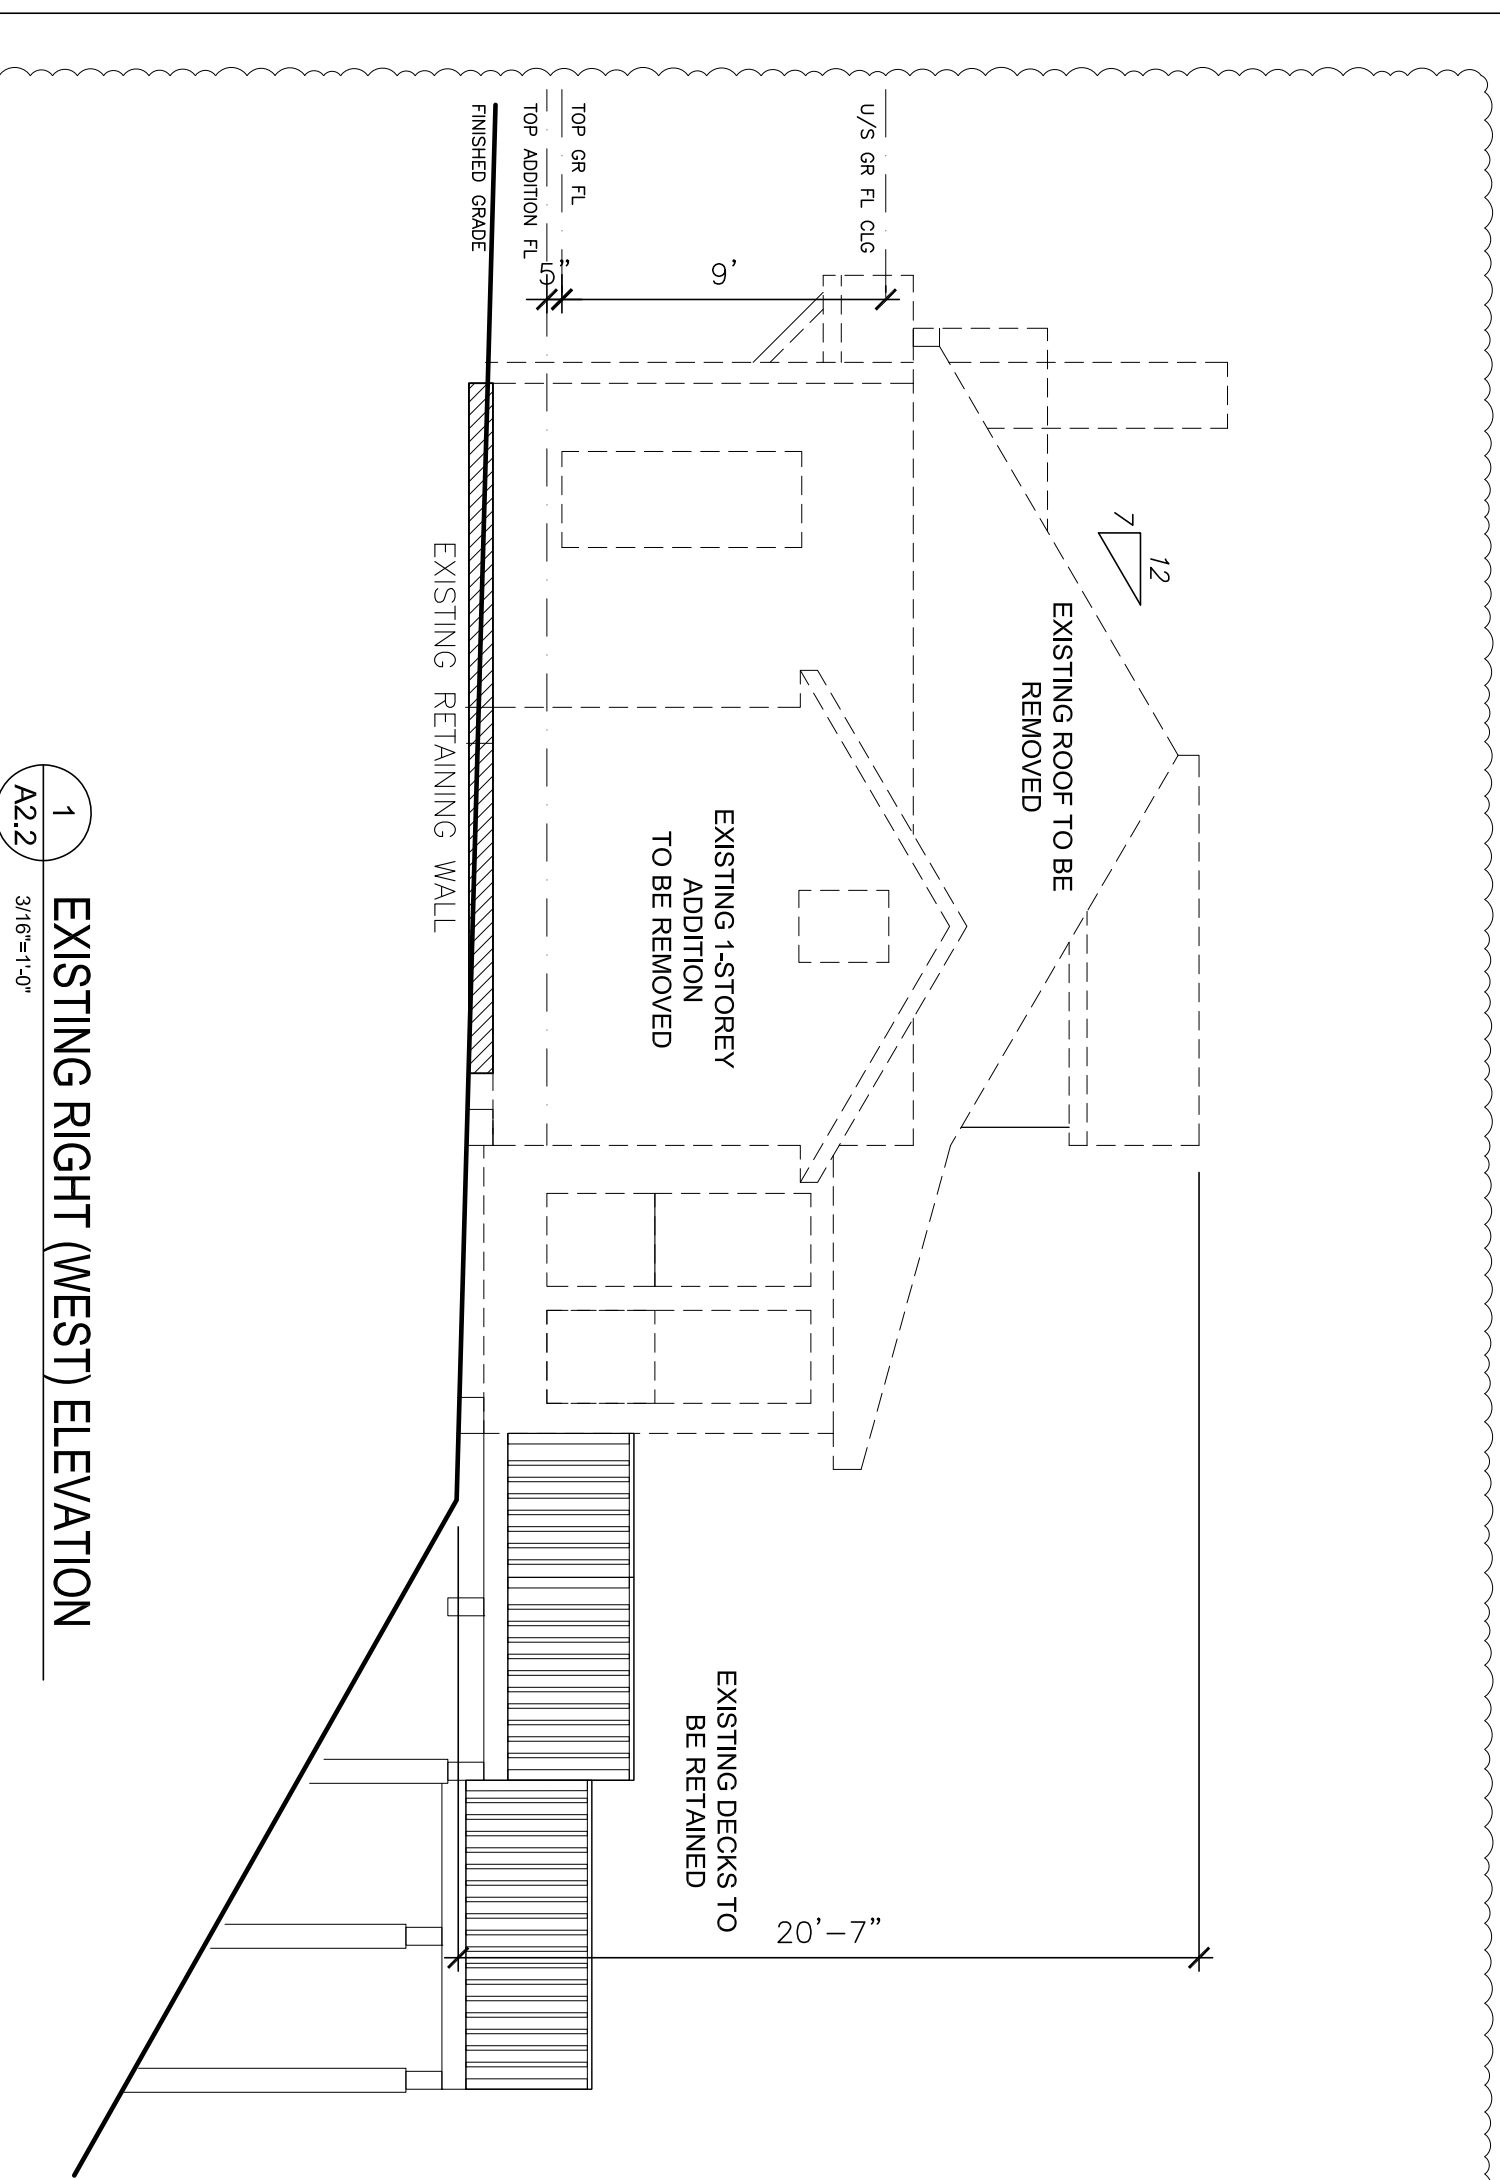 U/S GR FL CLG
TOP GR FL
TOP ADDITION FL
FINISHED GRADE
9'
5"
12
7
EXISTING ROOF TO BE
REMOVED
EXISTING 1-STOREY
ADDITION
TO BE REMOVED
EXISTING DECKS TO
BE RETAINED
20'-7"
EXISTING RETAINING WALL
1
A2.2
EXISTING RIGHT (WEST) ELEVATION
3/16"=1'-0"